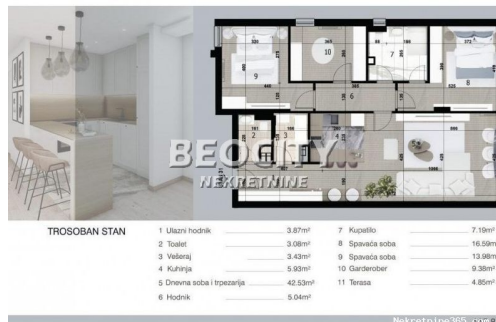 BEOCITY
NEKRETNINE
TROSOBAN STAN
1 Ulazni hodnik 3.87m²
2 Toalet 3.08m²
3 Vešeraj 3.43m²
4 Kuhinja 5.93m²
5 Dnevna soba i trpezarija 42.53m²
6 Hodnik 5.04m²
7 Kupatilo 7.19m²
8 Spavaća soba 16.59m²
9 Spavaća soba 13.98m²
10 Garderober 9.38m²
11 Terasa 4.85m²
Nekretnine365.com